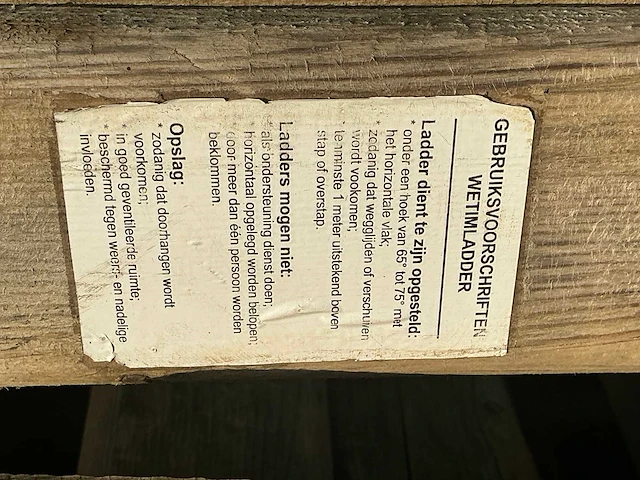 GEBRUIKSVOORSCHRIFTEN
WETIMLADDER
Ladder dient te zijn opgesteld:
* onder een hoek van 65° tot 75° met
het horizontale vlak;
* zodanig dat wegglijden of verschuiven
wordt vookomen;
* tenminste 1 meter uitstekend boven
stap of overstap.
Ladders mogen niet:
* als ondersteuning dienst doen;
* horizontaal opgelegd worden belopen;
* door meer dan één persoon worden
beklommen.
Opslag:
* zodanig dat doorhangen wordt
voorkomen;
* in goed geventileerde ruimte;
* beschermd tegen weers- en nadelige
invloeden.